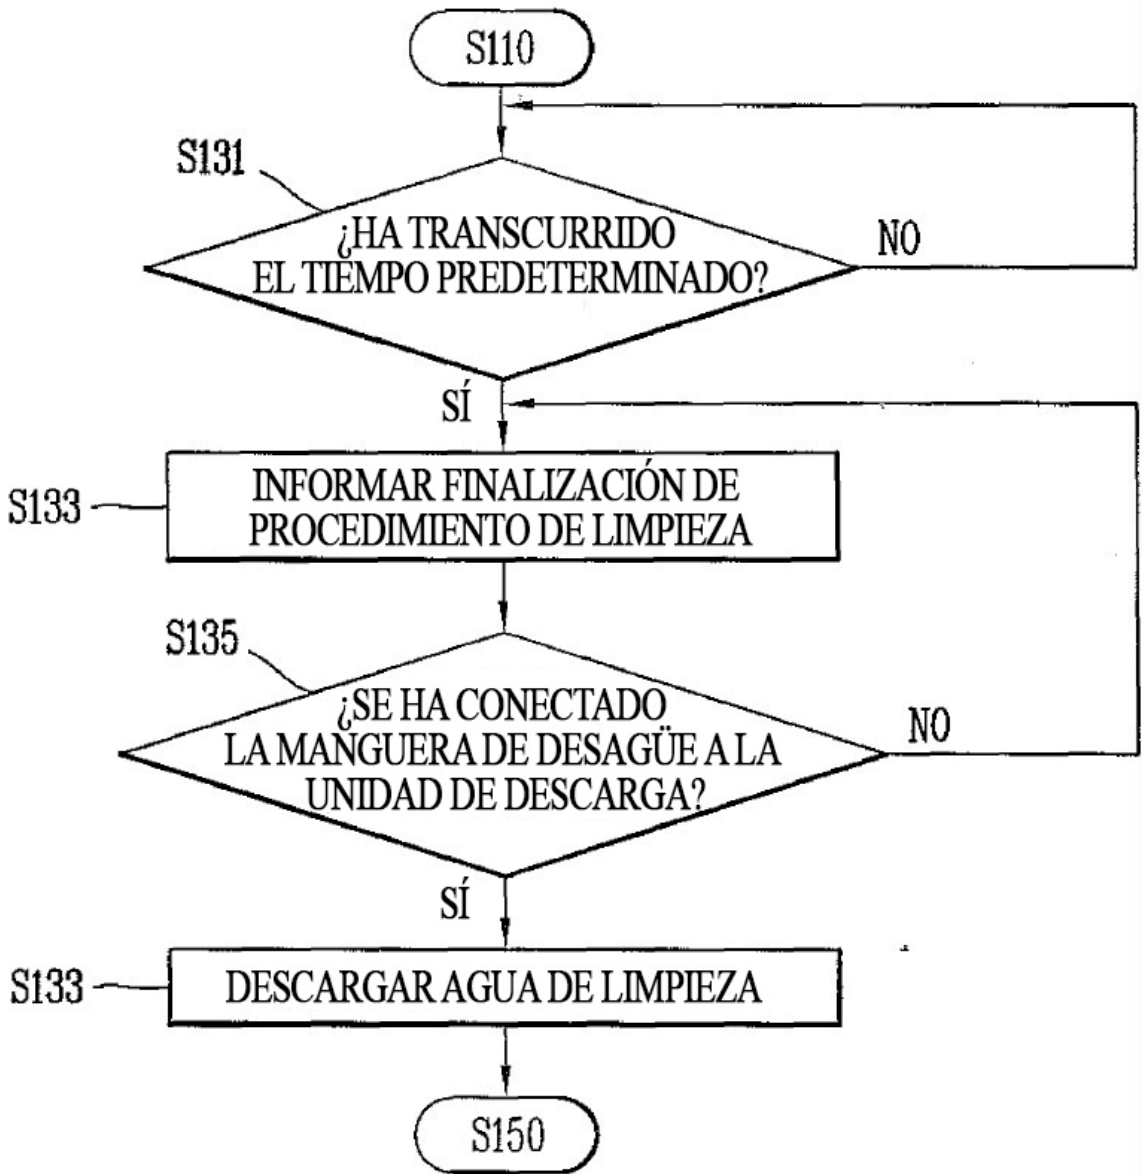 S110
S131
¿HA TRANSCURRIDO
EL TIEMPO PREDETERMINADO?
NO
SÍ
S133
INFORMAR FINALIZACIÓN DE
PROCEDIMIENTO DE LIMPIEZA
S135
¿SE HA CONECTADO
LA MANGUERA DE DESAGÜE A LA
UNIDAD DE DESCARGA?
NO
SÍ
S133
DESCARGAR AGUA DE LIMPIEZA
S150